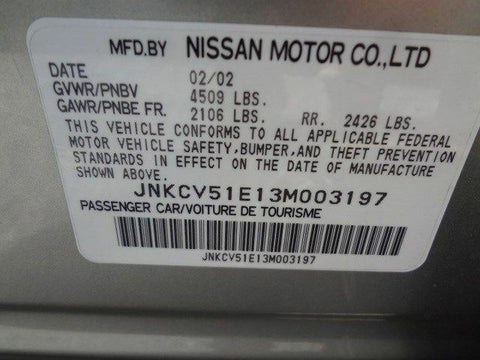 MFD.BY NISSAN MOTOR CO.,LTD
DATE 02/02
GVWR/PNBV 4509 LBS.
GAWR/PNBE FR. 2106 LBS. RR. 2426 LBS.
THIS VEHICLE CONFORMS TO ALL APPLICABLE FEDERAL
MOTOR VEHICLE SAFETY,BUMPER,AND THEFT PREVENTION
STANDARDS IN EFFECT ON THE DATE OF MANUFACTURE
SHOWN ABOVE.
JNKCV51E13M003197
PASSENGER CAR/VOITURE DE TOURISME
JNKCV51E13M003197